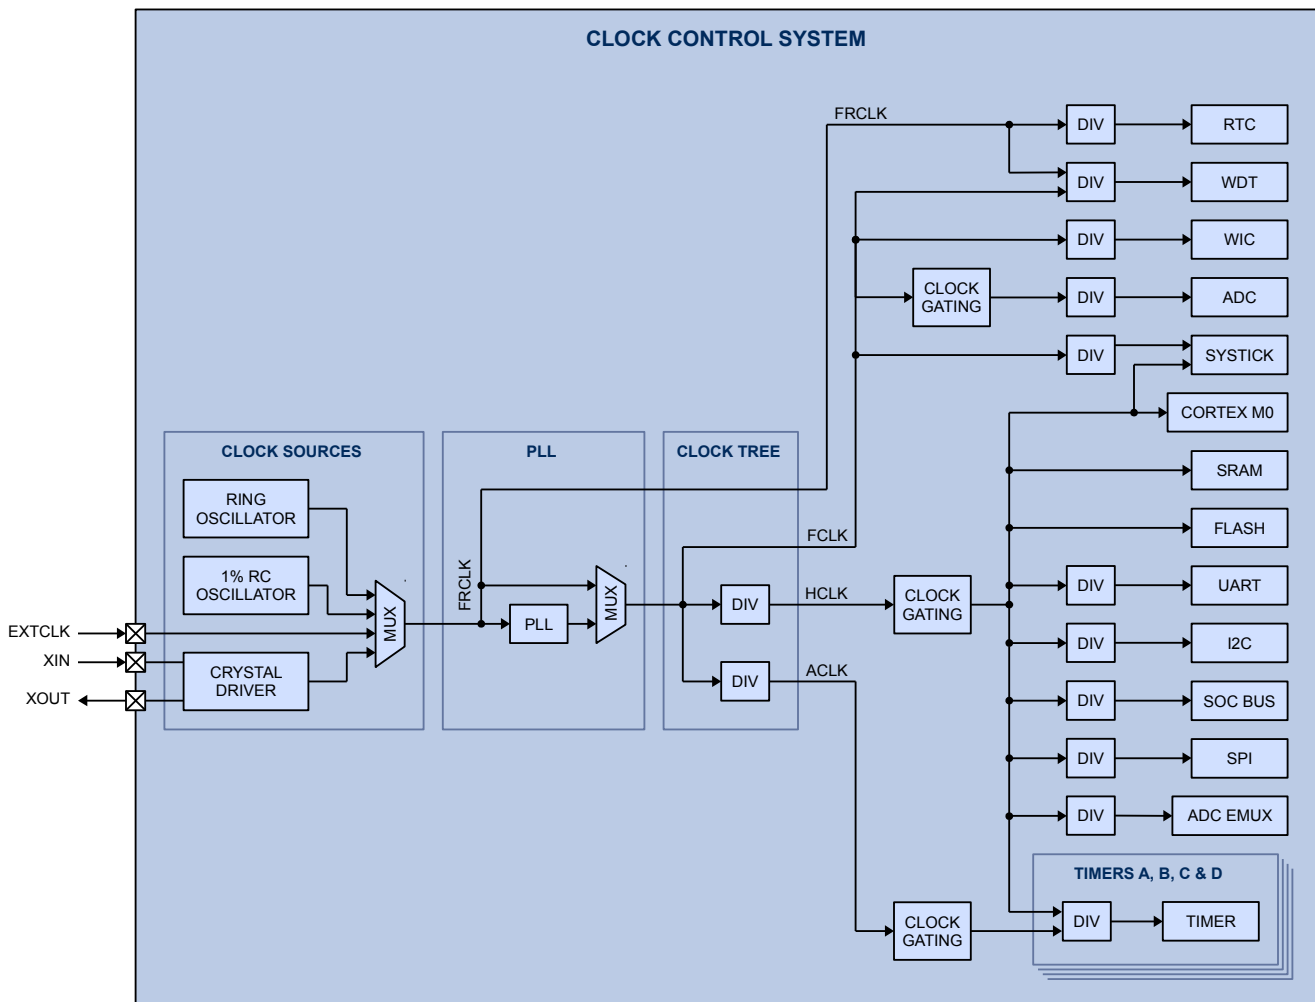 CLOCK CONTROL SYSTEM
FRCLK
DIV
RTC
DIV
WDT
DIV
WIC
CLOCK
GATING
DIV
ADC
DIV
SYSTICK
CORTEX M0
CLOCK SOURCES
PLL
CLOCK TREE
SRAM
RING
OSCILLATOR
FLASH
FCLK
1% RC
OSCILLATOR
FRCLK
MUX
DIV
HCLK
CLOCK
GATING
DIV
UART
EXTCLK
MUX
PLL
DIV
I2C
XIN
XOUT
CRYSTAL
DRIVER
DIV
ACLK
DIV
SOC BUS
DIV
SPI
DIV
ADC EMUX
TIMERS A, B, C & D
CLOCK
GATING
DIV
TIMER